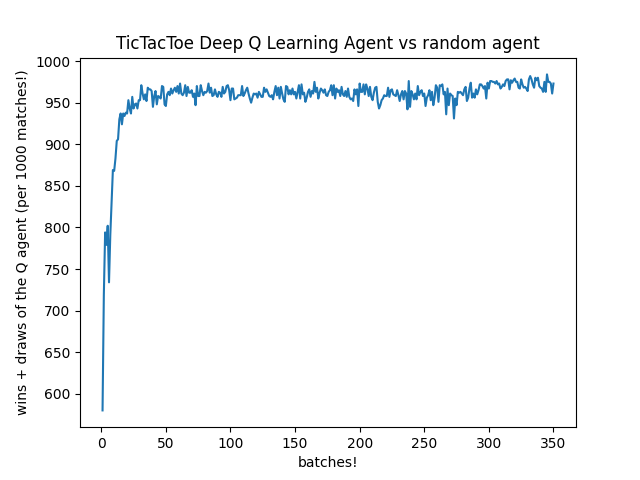 TicTacToe Deep Q Learning Agent vs random agent
wins + draws of the Q agent (per 1000 matches!)
1000
950
900
850
800
750
700
650
600
0 50 100 150 200 250 300 350
batches!